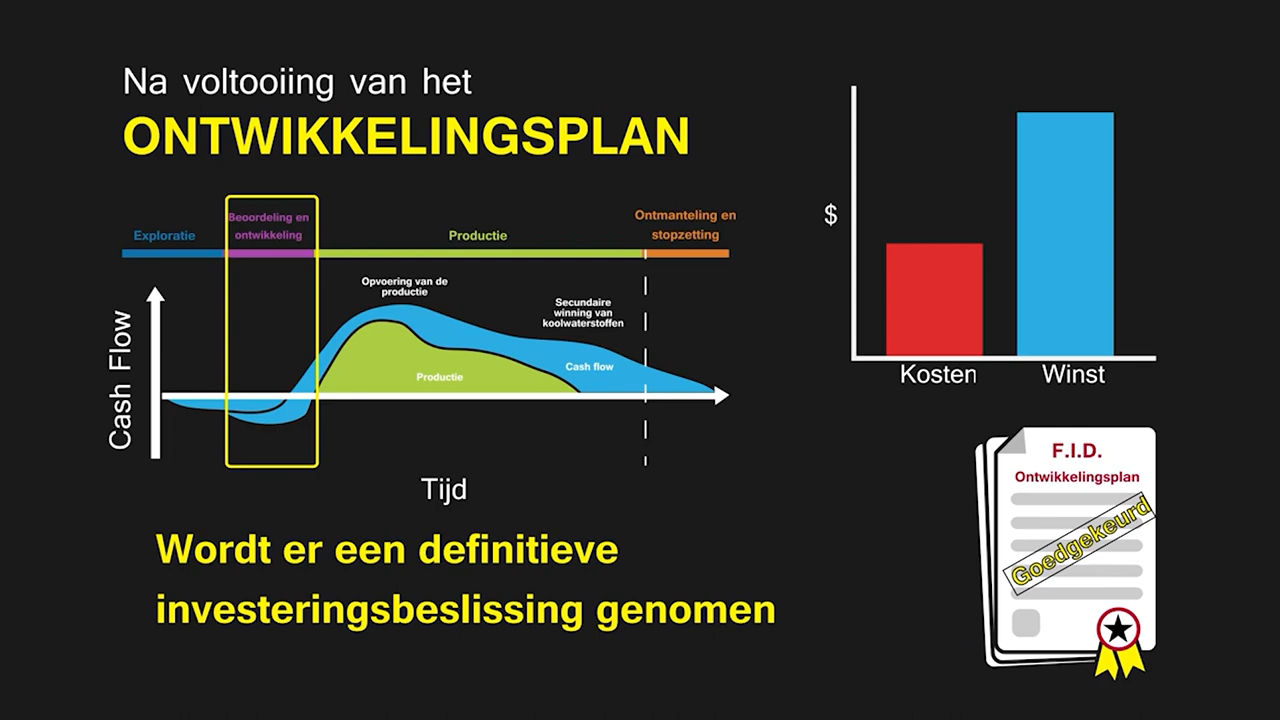 Na voltooiing van het
ONTWIKKELINGSPLAN
Exploratie
Beoordeling en
ontwikkeling
Productie
Ontmanteling en
stopzetting
Opvoering van de
productie
Secundaire
winning van
koolwaterstoffen
Cash flow
Productie
Cash Flow
Tijd
Wordt er een definitieve
investeringsbeslissing genomen
$
Kosten
Winst
F.I.D.
Ontwikkelingsplan
Goedgekeurd